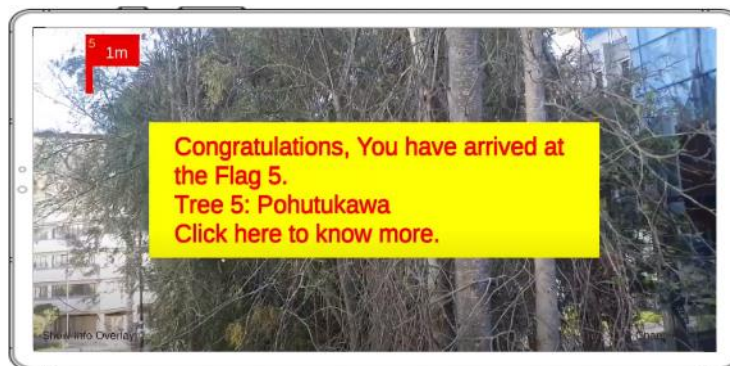 5
1m
Congratulations, You have arrived at
the Flag 5.
Tree 5: Pohutukawa
Click here to know more.
Show Info Overlay